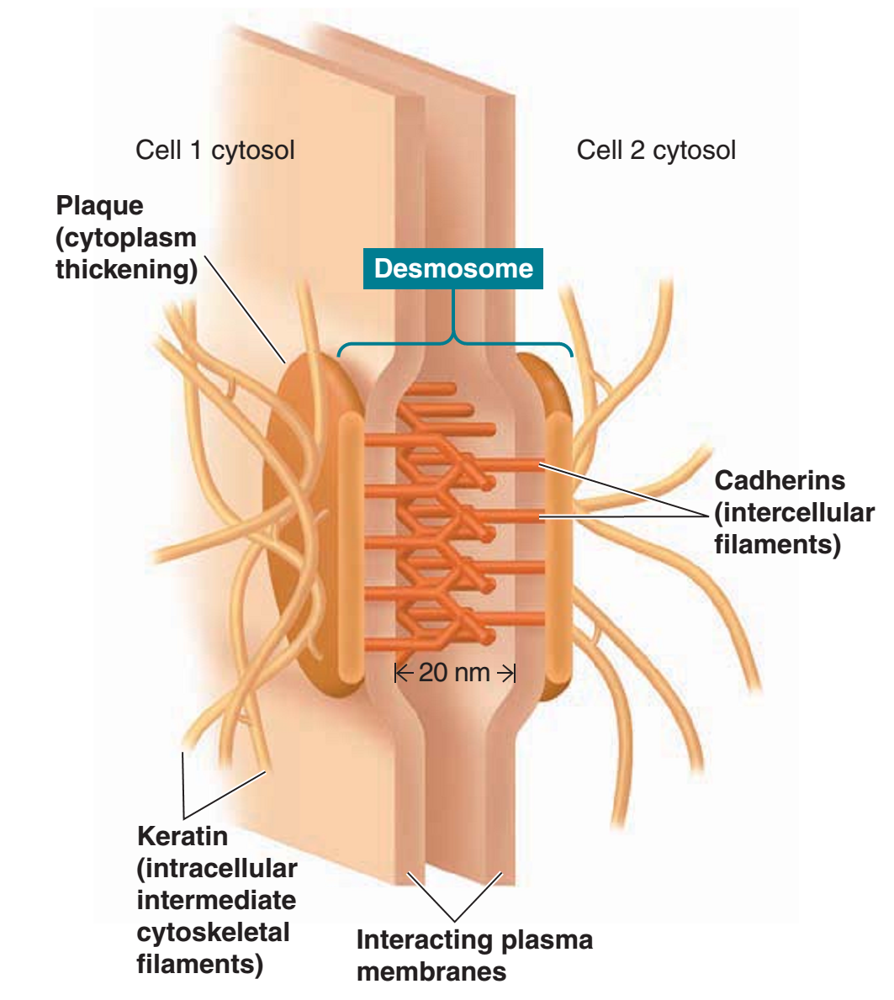 Cell 1 cytosol
Cell 2 cytosol
Plaque
(cytoplasm
thickening)
Desmosome
Cadherins
(intercellular
filaments)
20 nm
Keratin
(intracellular
intermediate
cytoskeletal
filaments)
Interacting plasma
membranes